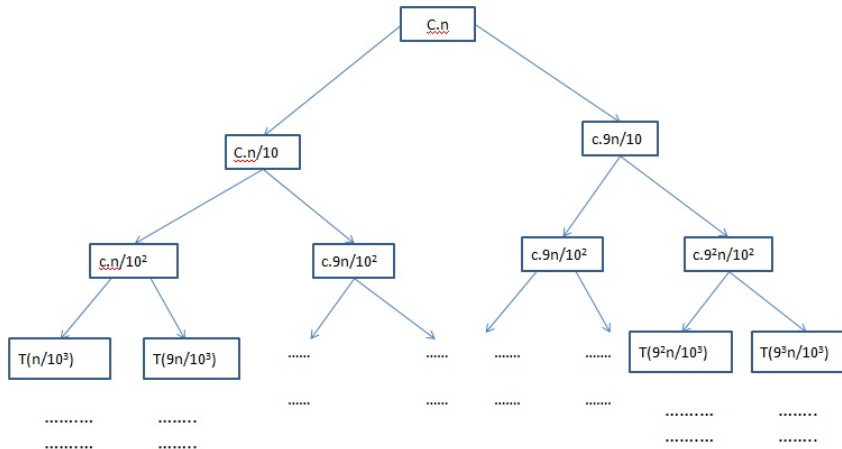 C.n
C.n/10
c.9n/10
c.n/10²
c.9n/10²
c.9n/10²
c.9²n/10²
T(n/10³)
T(9n/10³)
......
......
.......
.......
T(9²n/10³)
T(9³n/10³)
......
......
.......
.......
..........
........
..........
........
..........
........
..........
........